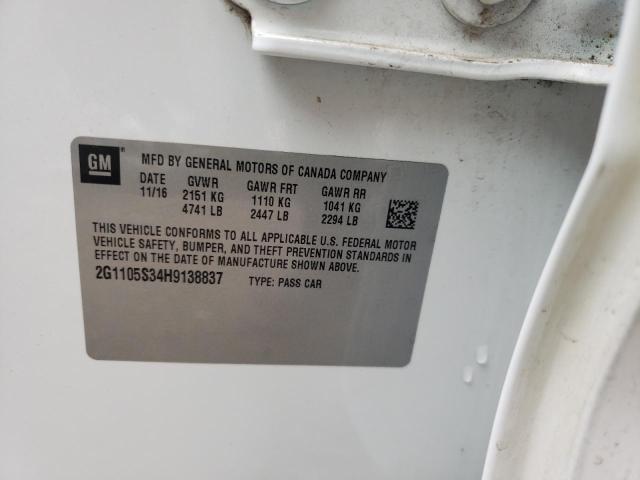 GM
MFD BY GENERAL MOTORS OF CANADA COMPANY
DATE GVWR GAWR FRT GAWR RR
11/16 2151 KG 1110 KG 1041 KG
4741 LB 2447 LB 2294 LB
THIS VEHICLE CONFORMS TO ALL APPLICABLE U.S. FEDERAL MOTOR
VEHICLE SAFETY, BUMPER, AND THEFT PREVENTION STANDARDS IN
EFFECT ON THE DATE OF MANUFACTURE SHOWN ABOVE.
2G1105S34H9138837 TYPE: PASS CAR